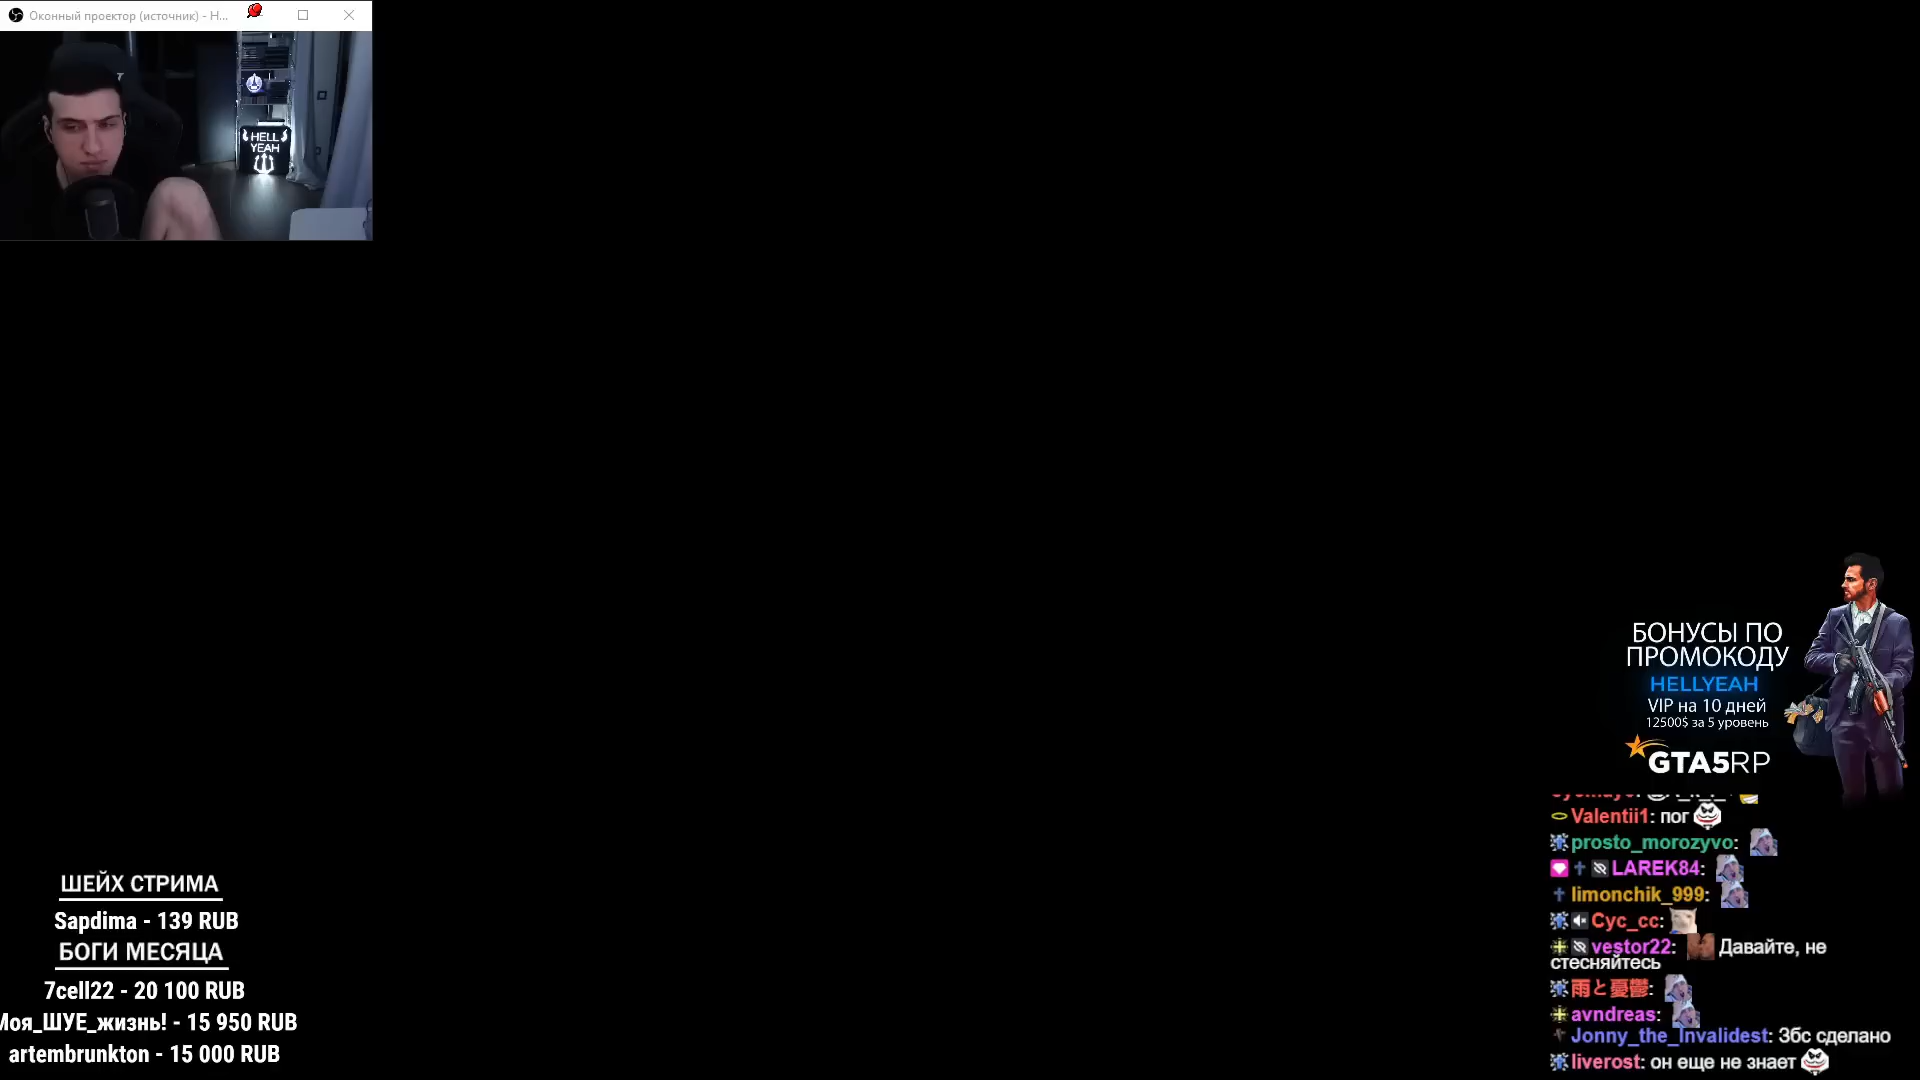 Оконный проектор (источник) - Н...
HELL
YEAH
БОНУСЫ ПО
ПРОМОКОДУ
HELLYEAH
VIP на 10 дней
12500$ за 5 уровень
GTA5RP
Valentii1: пог
prosto_morozyvo:
LAREK84:
limonchik_999:
Cyc_cc:
vestor22: Давайте, не
стесняйтесь
雨と憂鬱:
avndreas:
Jonny_the_Invalidest: Збс сделано
liverost: он еще не знает
ШЕЙХ СТРИМА
Sapdima - 139 RUB
БОГИ МЕСЯЦА
7cell22 - 20 100 RUB
Моя_ШУЕ_жизнь! - 15 950 RUB
artembrunkton - 15 000 RUB